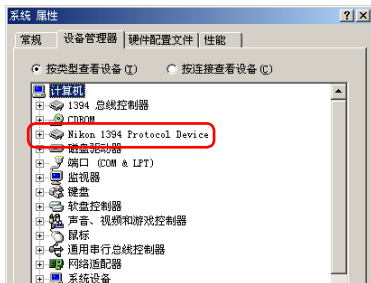 系统 属性
常规 设备管理器 硬件配置文件 性能
按类型查看设备(T) 按连接查看设备(C)
计算机
1394 总线控制器
CDROM
Nikon 1394 Protocol Device
磁盘驱动器
端口 (COM & LPT)
监视器
键盘
软盘控制器
声音、视频和游戏控制器
鼠标
通用串行总线控制器
网络适配器
系统设备